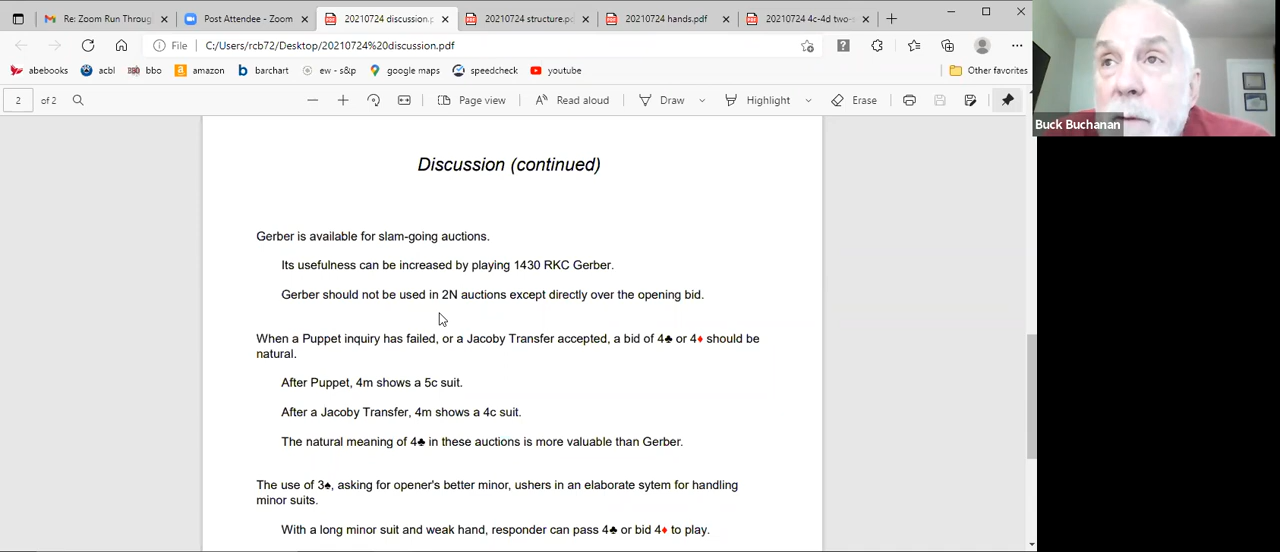 Re: Zoom Run Throug
Post Attendee - Zoom
20210724 discussion.p
20210724 structure.pd
20210724 hands.pdf
20210724 4c-4d two-s
File
C:/Users/rcb72/Desktop/20210724%20discussion.pdf
abebooks
acbl
bbo
amazon
barchart
ew - s&p
google maps
speedcheck
youtube
Other favorites
2 of 2
Page view
Read aloud
Draw
Highlight
Erase
Buck Buchanan
Discussion (continued)
Gerber is available for slam-going auctions.
Its usefulness can be increased by playing 1430 RKC Gerber.
Gerber should not be used in 2N auctions except directly over the opening bid.
When a Puppet inquiry has failed, or a Jacoby Transfer accepted, a bid of 4♣ or 4♦ should be
natural.
After Puppet, 4m shows a 5c suit.
After a Jacoby Transfer, 4m shows a 4c suit.
The natural meaning of 4♣ in these auctions is more valuable than Gerber.
The use of 3♠, asking for opener's better minor, ushers in an elaborate sytem for handling
minor suits.
With a long minor suit and weak hand, responder can pass 4♣ or bid 4♦ to play.